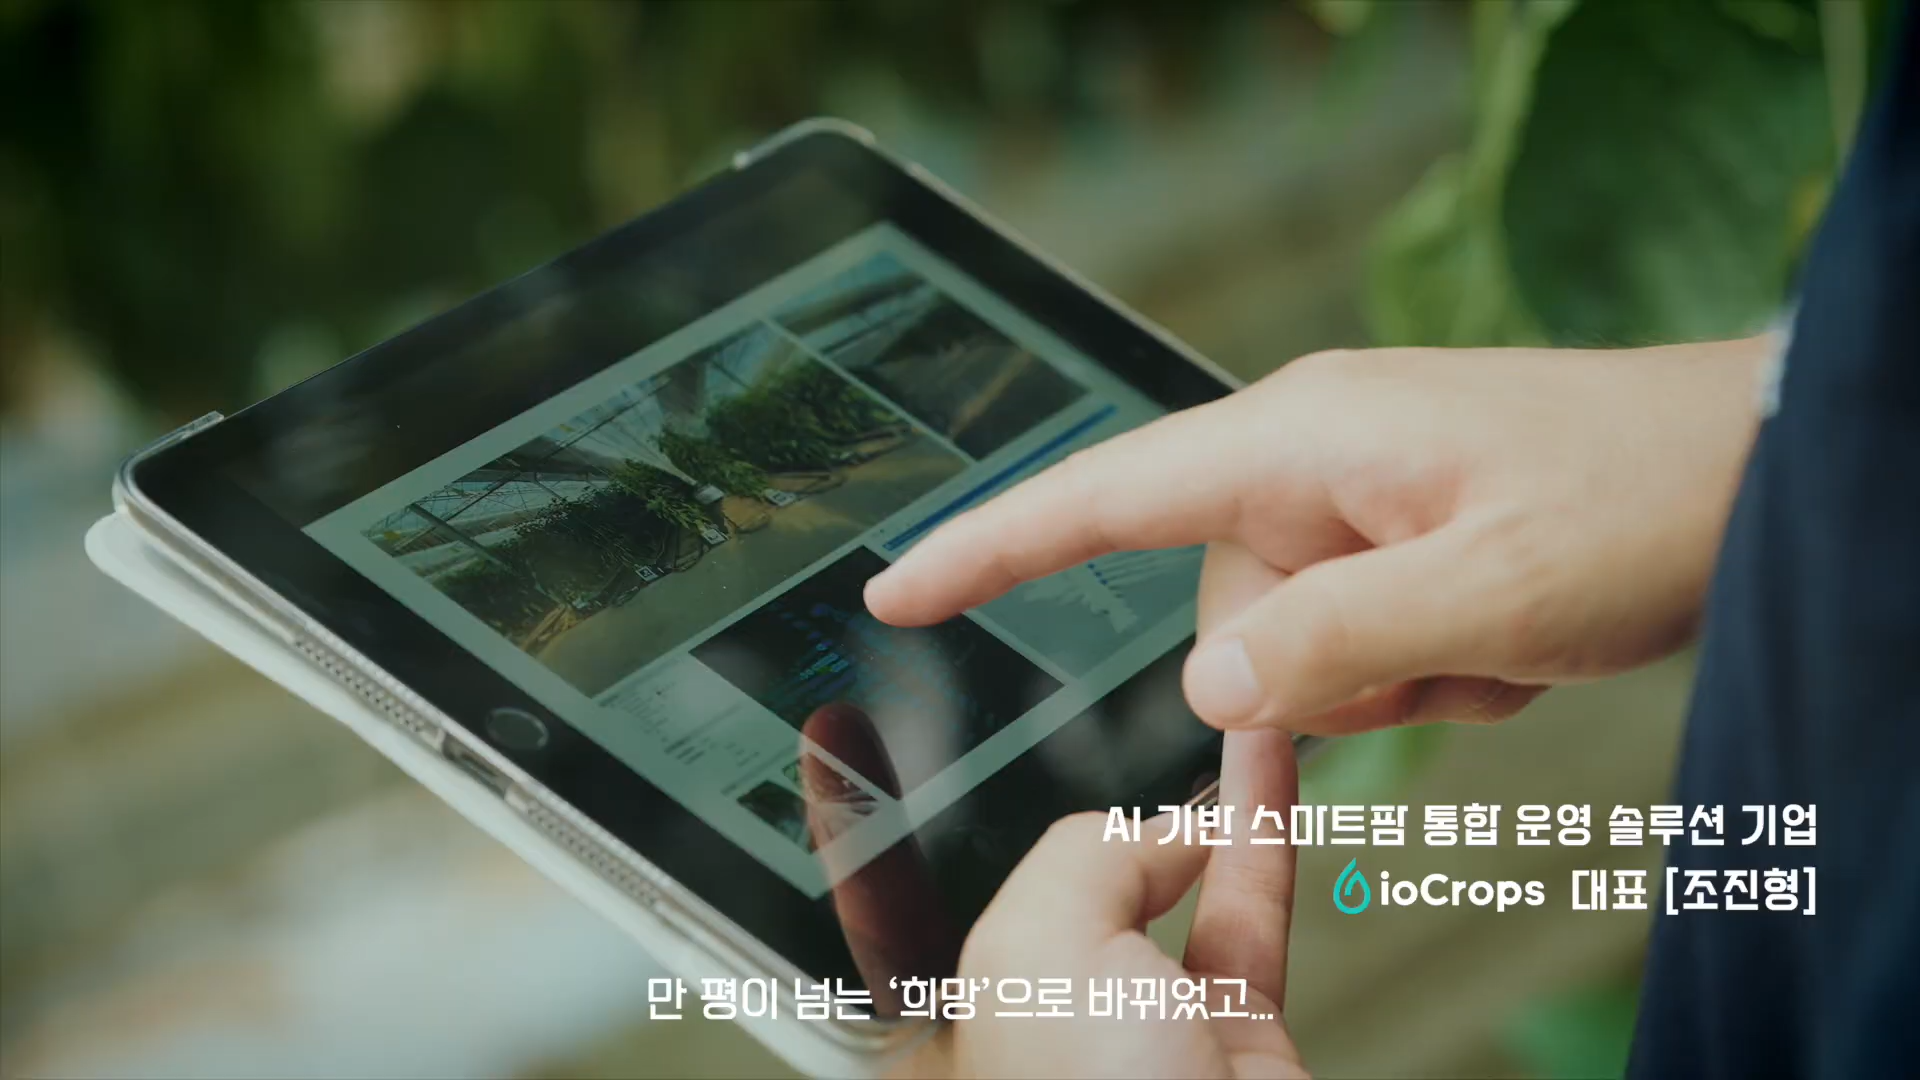 AI 기반 스마트팜 통합 운영 솔루션 기업
ioCrops 대표 [조진형]
만 평이 넘는 ‘희망’으로 바뀌었고...